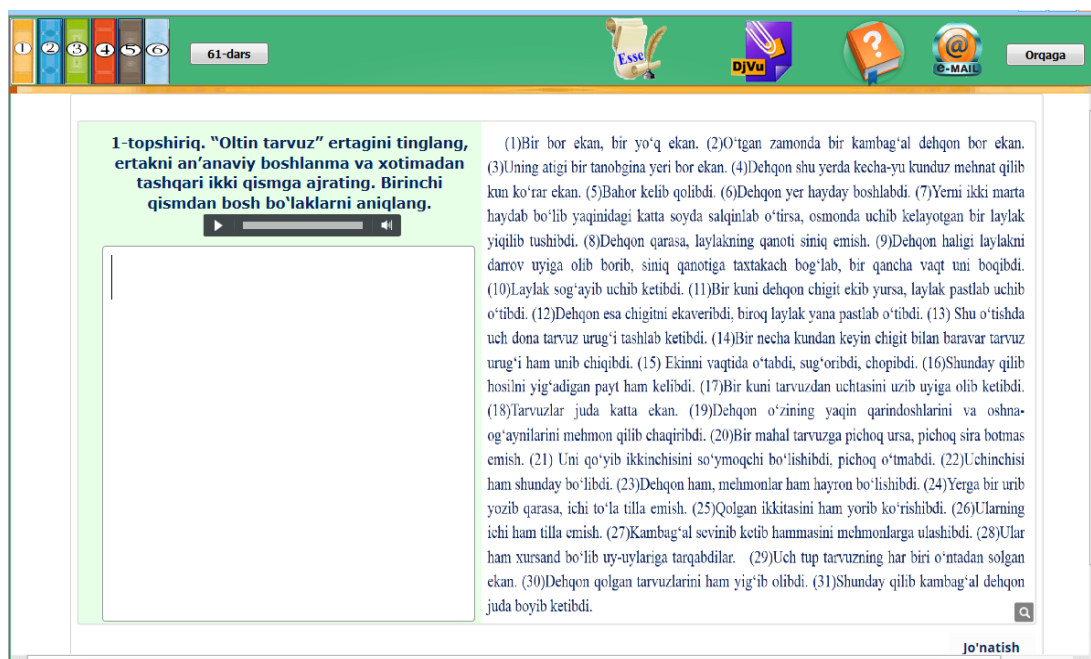 1 2 3 4 5 6
61-dars
Esse
DjVu
?
@
e-MAIL
Orqaga
1-topshiriq. “Oltin tarvuz” ertagini tinglang,
ertakni an’anaviy boshlanma va xotimadan
tashqari ikki qismga ajrating. Birinchi
qismdan bosh bo‘laklarni aniqlang.
(1)Bir bor ekan, bir yo‘q ekan. (2)O‘tgan zamonda bir kambag‘al dehqon bor ekan.
(3)Uning atigi bir tanobgina yeri bor ekan. (4)Dehqon shu yerda kecha-yu kunduz mehnat qilib
kun ko‘rar ekan. (5)Bahor kelib qolibdi. (6)Dehqon yer hayday boshlabdi. (7)Yerni ikki marta
haydab bo‘lib yaqinidagi katta soyda salqinlab o‘tirsa, osmonda uchib kelayotgan bir laylak
yiqilib tushibdi. (8)Dehqon qarasa, laylakning qanoti siniq emish. (9)Dehqon haligi laylakni
darrov uyiga olib borib, siniq qanotiga taxtakach bog‘lab, bir qancha vaqt uni boqibdi.
(10)Laylak sog‘ayib uchib ketibdi. (11)Bir kuni dehqon chigit ekib yursa, laylak pastlab uchib
o‘tibdi. (12)Dehqon esa chigitni ekaveribdi, biroq laylak yana pastlab o‘tibdi. (13) Shu o‘tishda
uch dona tarvuz urug‘i tashlab ketibdi. (14)Bir necha kundan keyin chigit bilan baravar tarvuz
urug‘i ham unib chiqibdi. (15) Ekinni vaqtida o‘tabdi, sug‘oribdi, chopibdi. (16)Shunday qilib
hosilni yig‘adigan payt ham kelibdi. (17)Bir kuni tarvuzdan uchtasini uzib uyiga olib ketibdi.
(18)Tarvuzlar juda katta ekan. (19)Dehqon o‘zining yaqin qarindoshlarini va oshna-
og‘aynilarini mehmon qilib chaqiribdi. (20)Bir mahal tarvuzga pichoq ursa, pichoq sira botmas
emish. (21) Uni qo‘yib ikkinchisini so‘ymoqchi bo‘lishibdi, pichoq o‘tmabdi. (22)Uchinchisi
ham shunday bo‘libdi. (23)Dehqon ham, mehmonlar ham hayron bo‘lishibdi. (24)Yerga bir urib
yozib qarasa, ichi to‘la tilla emish. (25)Qolgan ikkitasini ham yorib ko‘rishibdi. (26)Ularning
ichi ham tilla emish. (27)Kambag‘al sevinib ketib hammasini mehmonlarga ulashibdi. (28)Ular
ham xursand bo‘lib uy-uylariga tarqabdilar. (29)Uch tup tarvuzning har biri o‘ntadan solgan
ekan. (30)Dehqon qolgan tarvuzlarini ham yig‘ib olibdi. (31)Shunday qilib kambag‘al dehqon
juda boyib ketibdi.
Jo'natish